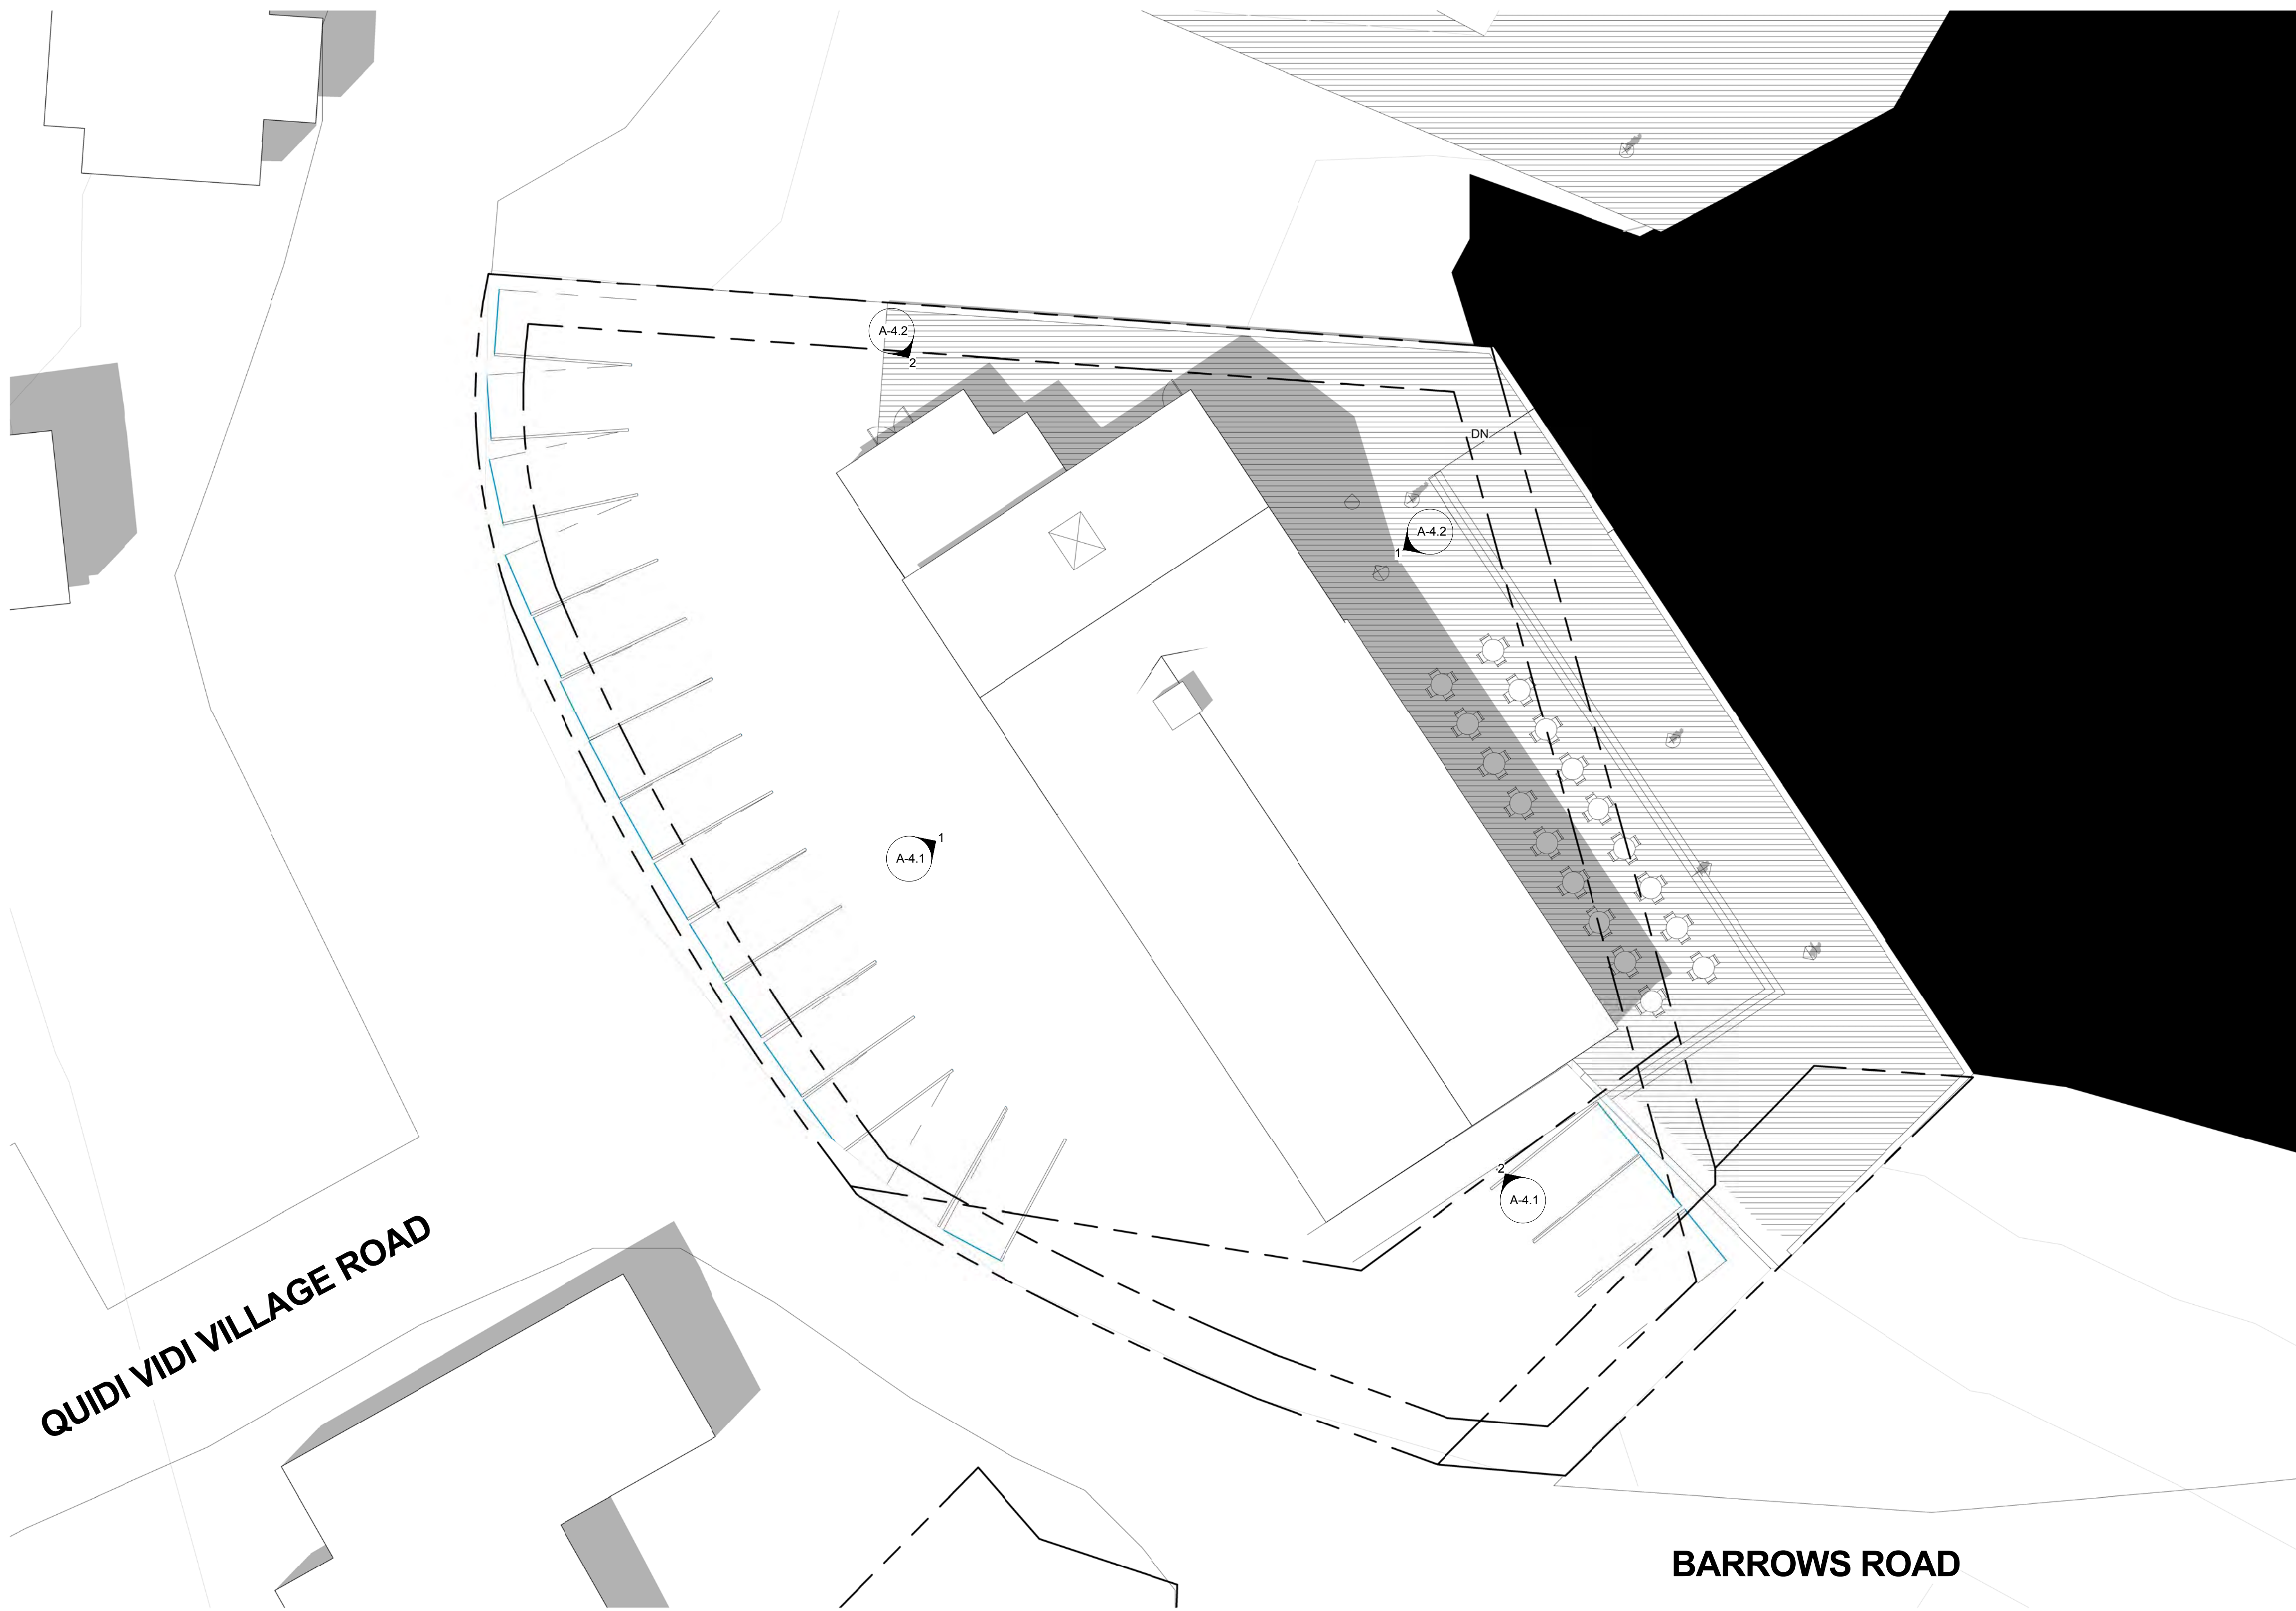 A-4.2
2
DN
A-4.2
1
1
A-4.1
2
A-4.1
QUIDI VIDI VILLAGE ROAD
BARROWS ROAD